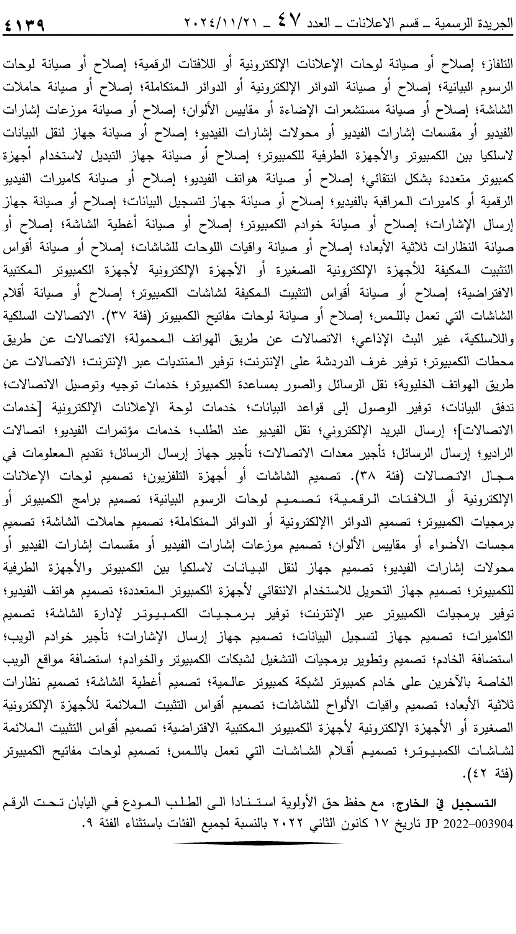 الجريدة الرسمية ـ قسم الاعلانات ـ العدد ٤٧ ـ ٢٠٢٤/١١/٢١ ٤١٣٩
التلفاز؛ إصلاح أو صيانة لوحات الإعلانات الإلكترونية أو اللافتات الرقمية؛ إصلاح أو صيانة لوحات
الرسوم البيانية؛ إصلاح أو صيانة الدوائر الإلكترونية أو الدوائر المتكاملة؛ إصلاح أو صيانة حاملات
الشاشة؛ إصلاح أو صيانة مستشعرات الإضاءة أو مقاييس الألوان؛ إصلاح أو صيانة موزعات إشارات
الفيديو أو مقسمات إشارات الفيديو أو محولات إشارات الفيديو؛ إصلاح أو صيانة جهاز لنقل البيانات
لاسلكيا بين الكمبيوتر والأجهزة الطرفية للكمبيوتر؛ إصلاح أو صيانة جهاز التبديل لاستخدام أجهزة
كمبيوتر متعددة بشكل انتقائي؛ إصلاح أو صيانة هواتف الفيديو؛ إصلاح أو صيانة كاميرات الفيديو
الرقمية أو كاميرات المراقبة بالفيديو؛ إصلاح أو صيانة جهاز لتسجيل البيانات؛ إصلاح أو صيانة جهاز
إرسال الإشارات؛ إصلاح أو صيانة خوادم الكمبيوتر؛ إصلاح أو صيانة أغطية الشاشة؛ إصلاح أو
صيانة النظارات ثلاثية الأبعاد؛ إصلاح أو صيانة واقيات اللوحات للشاشات؛ إصلاح أو صيانة أقواس
التثبيت المكيفة للأجهزة الإلكترونية الصغيرة أو الأجهزة الإلكترونية لأجهزة الكمبيوتر المكتبية
الافتراضية؛ إصلاح أو صيانة أقواس التثبيت المكيفة لشاشات الكمبيوتر؛ إصلاح أو صيانة أقلام
الشاشات التي تعمل باللمس؛ إصلاح أو صيانة لوحات مفاتيح الكمبيوتر (فئة ٣٧). الاتصالات السلكية
واللاسلكية، غير البث الإذاعي؛ الاتصالات عن طريق الهواتف المحمولة؛ الاتصالات عن طريق
محطات الكمبيوتر؛ توفير غرف الدردشة على الإنترنت؛ توفير المنتديات عبر الإنترنت؛ الاتصالات عن
طريق الهواتف الخليوية؛ نقل الرسائل والصور بمساعدة الكمبيوتر؛ خدمات توجيه وتوصيل الاتصالات؛
تدفق البيانات؛ توفير الوصول إلى قواعد البيانات؛ خدمات لوحة الإعلانات الإلكترونية [خدمات
الاتصالات]؛ إرسال البريد الإلكتروني؛ نقل الفيديو عند الطلب؛ خدمات مؤتمرات الفيديو؛ اتصالات
الراديو؛ إرسال الرسائل؛ تأجير معدات الاتصالات؛ تأجير جهاز إرسال الرسائل؛ تقديم المعلومات في
مجال الاتصالات (فئة ٣٨). تصميم الشاشات أو أجهزة التلفزيون؛ تصميم لوحات الإعلانات
الإلكترونية أو اللافتات الرقمية؛ تصميم لوحات الرسوم البيانية؛ تصميم برامج الكمبيوتر أو
برمجيات الكمبيوتر؛ تصميم الدوائر االإلكترونية أو الدوائر المتكاملة؛ تصميم حاملات الشاشة؛ تصميم
مجسات الأضواء أو مقاييس الألوان؛ تصميم موزعات إشارات الفيديو أو مقسمات إشارات الفيديو أو
محولات إشارات الفيديو؛ تصميم جهاز لنقل البيانات لاسلكيا بين الكمبيوتر والأجهزة الطرفية
للكمبيوتر؛ تصميم جهاز التحويل للاستخدام الانتقائي لأجهزة الكمبيوتر المتعددة؛ تصميم هواتف الفيديو؛
توفير برمجيات الكمبيوتر عبر الإنترنت؛ توفير برمجيات الكمبيوتر لإدارة الشاشة؛ تصميم
الكاميرات؛ تصميم جهاز لتسجيل البيانات؛ تصميم جهاز إرسال الإشارات؛ تأجير خوادم الويب؛
استضافة الخادم؛ تصميم وتطوير برمجيات التشغيل لشبكات الكمبيوتر والخوادم؛ استضافة مواقع الويب
الخاصة بالآخرين على خادم كمبيوتر لشبكة كمبيوتر عالمية؛ تصميم أغطية الشاشة؛ تصميم نظارات
ثلاثية الأبعاد؛ تصميم واقيات الألواح للشاشات؛ تصميم أقواس التثبيت الملائمة للأجهزة الإلكترونية
الصغيرة أو الأجهزة الإلكترونية لأجهزة الكمبيوتر المكتبية الافتراضية؛ تصميم أقواس التثبيت الملائمة
لشاشات الكمبيوتر؛ تصميم أقلام الشاشات التي تعمل باللمس؛ تصميم لوحات مفاتيح الكمبيوتر
(فئة ٤٢).
التسجيل في الخارج: مع حفظ حق الأولوية استنادا الى الطلب المودع في اليابان تحت الرقم
JP 2022–003904 تاريخ ١٧ كانون الثاني ٢٠٢٢ بالنسبة لجميع الفئات باستثناء الفئة ٩.